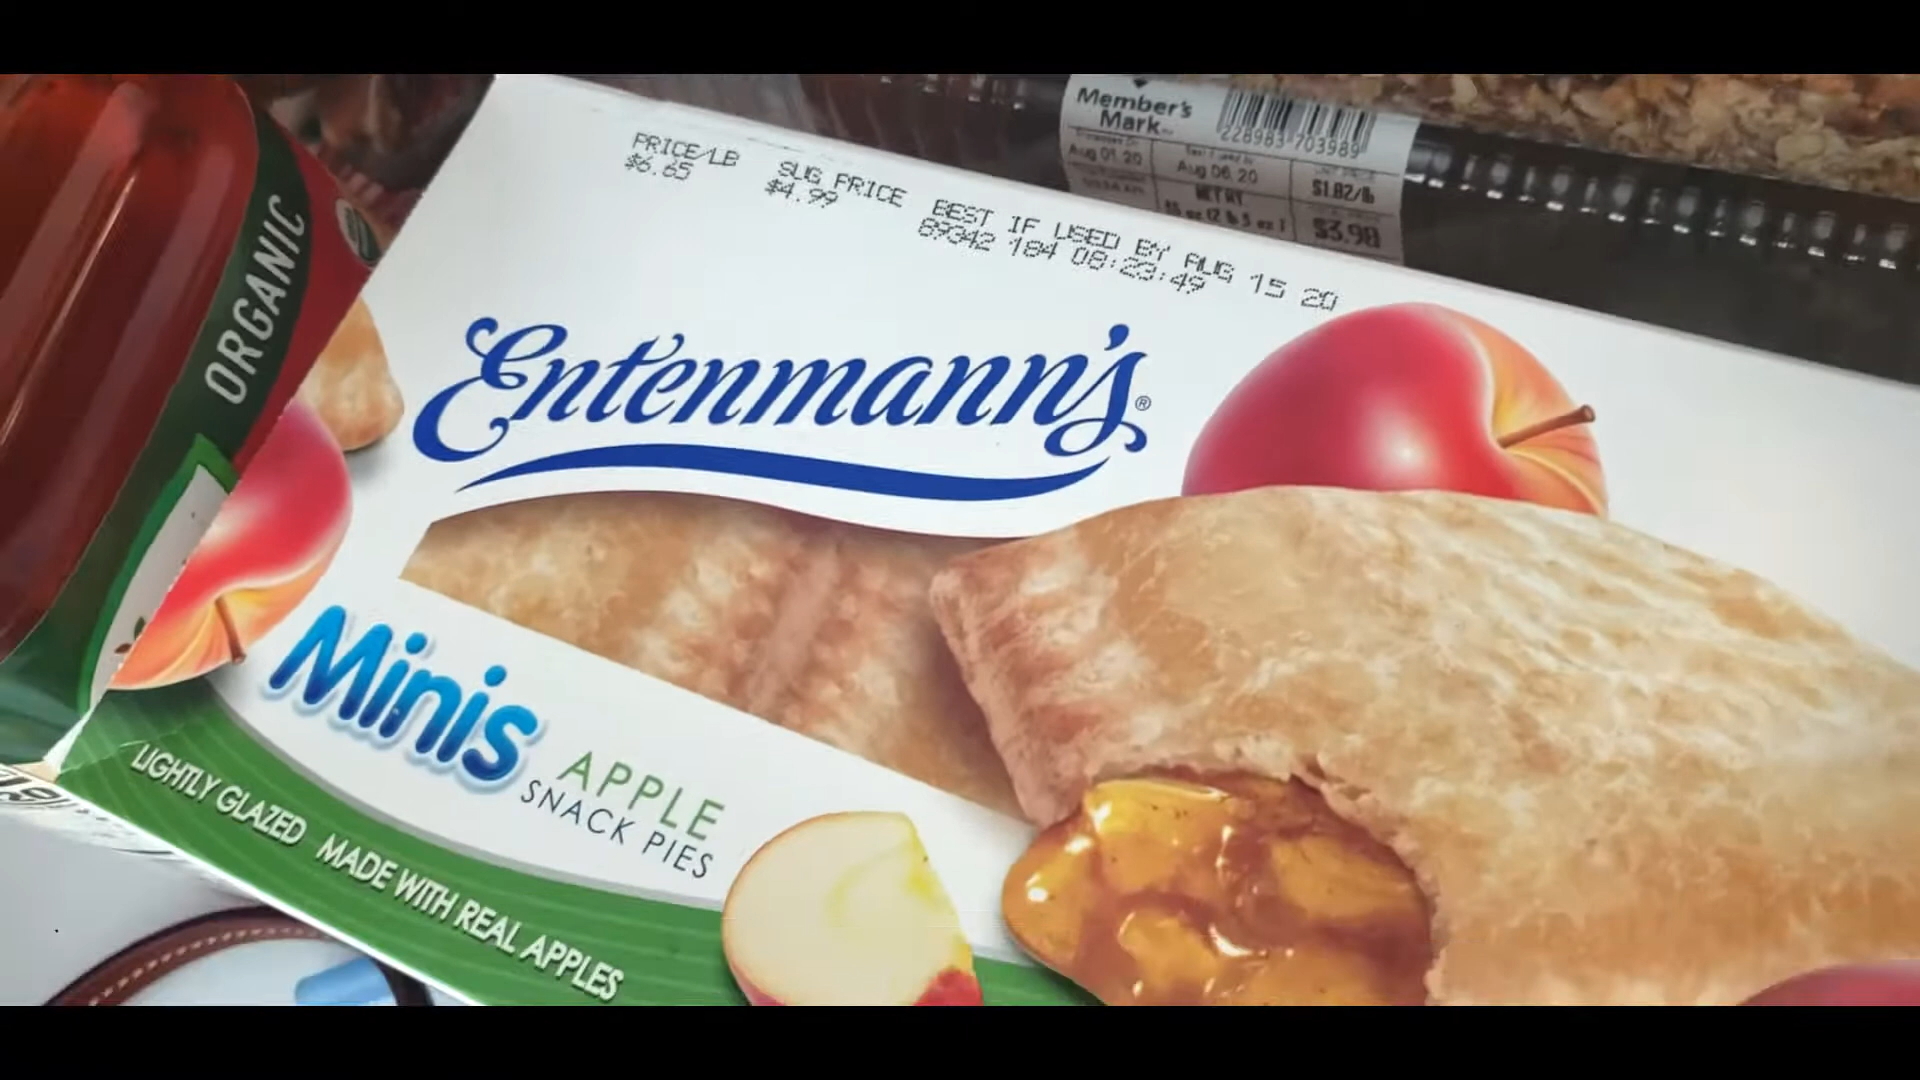 Member's
Mark
228983 703989
Aug 01 20
Aug 06 20
$1.82/lb
NET WT
$3.98
PRICE/LB
$6.65
SUG PRICE
$4.99
BEST IF USED BY AUG 15 20
89342 184 08:23:49
ORGANIC
Entenmann's®
Minis
APPLE
SNACK PIES
LIGHTLY GLAZED MADE WITH REAL APPLES